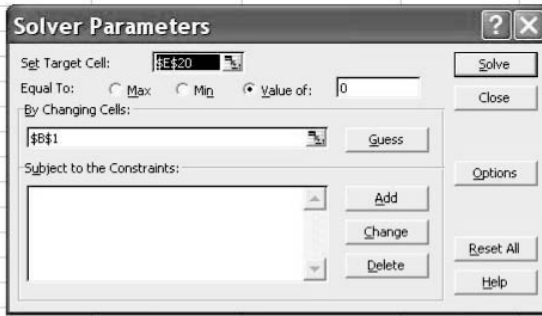 Solver Parameters ? X
Set Target Cell: $E$20 Solve
Equal To: Max Min Value of: 0
Close
By Changing Cells:
$B$1 Guess
Subject to the Constraints: Options
Add
Change
Reset All
Delete
Help